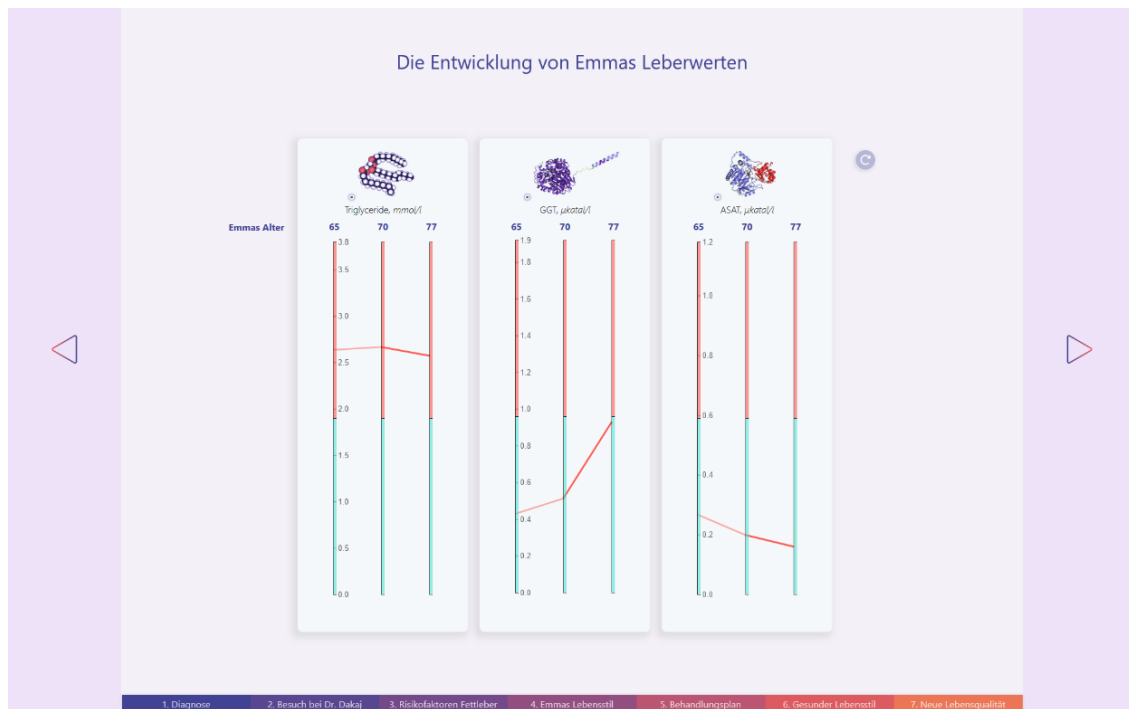 Die Entwicklung von Emmas Leberwerten
Triglyceride, mmol/l
GGT, µkatal/l
ASAT, µkatal/l
Emmas Alter
65 70 77
65 70 77
65 70 77
3.8
3.5
3.0
2.5
2.0
1.5
1.0
0.5
0.0
1.9
1.8
1.6
1.4
1.2
1.0
0.8
0.6
0.4
0.2
0.0
1.2
1.0
0.8
0.6
0.4
0.2
0.0
1. Diagnose
2. Besuch bei Dr. Dakaj
3. Risikofaktoren Fettleber
4. Emmas Lebensstil
5. Behandlungsplan
6. Gesunder Lebensstil
7. Neue Lebensqualität